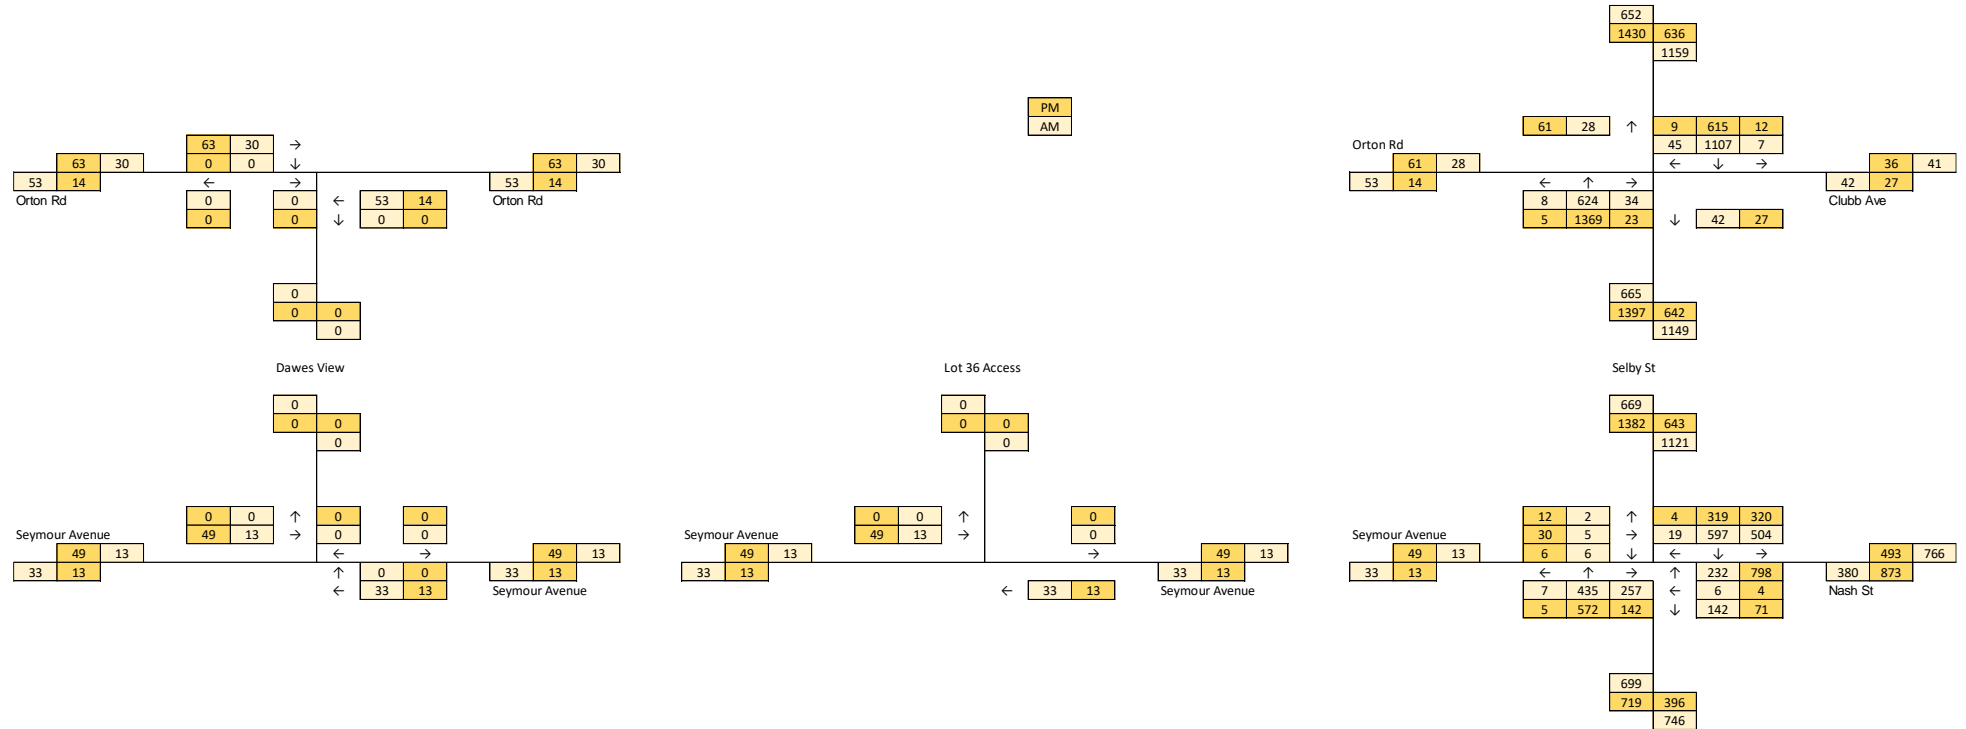 652
1430 636
1159
PM
AM
63 30 →
0 0 ↓
63 30
53 14
Orton Rd
← →
0 0 ← 53 14
0 0 ↓ 0 0
63 30
53 14
Orton Rd
0
0 0
0
61 28 ↑ 9 615 12
45 1107 7
Orton Rd
61 28 ← ↓ → 36 41
53 14 ← ↑ → 42 27
8 624 34 Clubb Ave
5 1369 23 ↓ 42 27
665
1397 642
1149
Dawes View
Lot 36 Access
Selby St
0
0 0
0
0
0 0
0
669
1382 643
1121
0 0 ↑ 0 0
Seymour Avenue 49 13 → 0 0
49 13 ← → 49 13
33 13 ↑ 0 0 33 13
← 33 13 Seymour Avenue
0 0 ↑ 0
Seymour Avenue 49 13 → 0
49 13 → 49 13
33 13 33 13
← 33 13 Seymour Avenue
12 2 ↑ 4 319 320
Seymour Avenue 30 5 → 19 597 504
49 13 6 6 ↓ ← ↓ → 493 766
33 13 ← ↑ → ↑ 232 798 380 873
7 435 257 ← 6 4 Nash St
5 572 142 ↓ 142 71
699
719 396
746